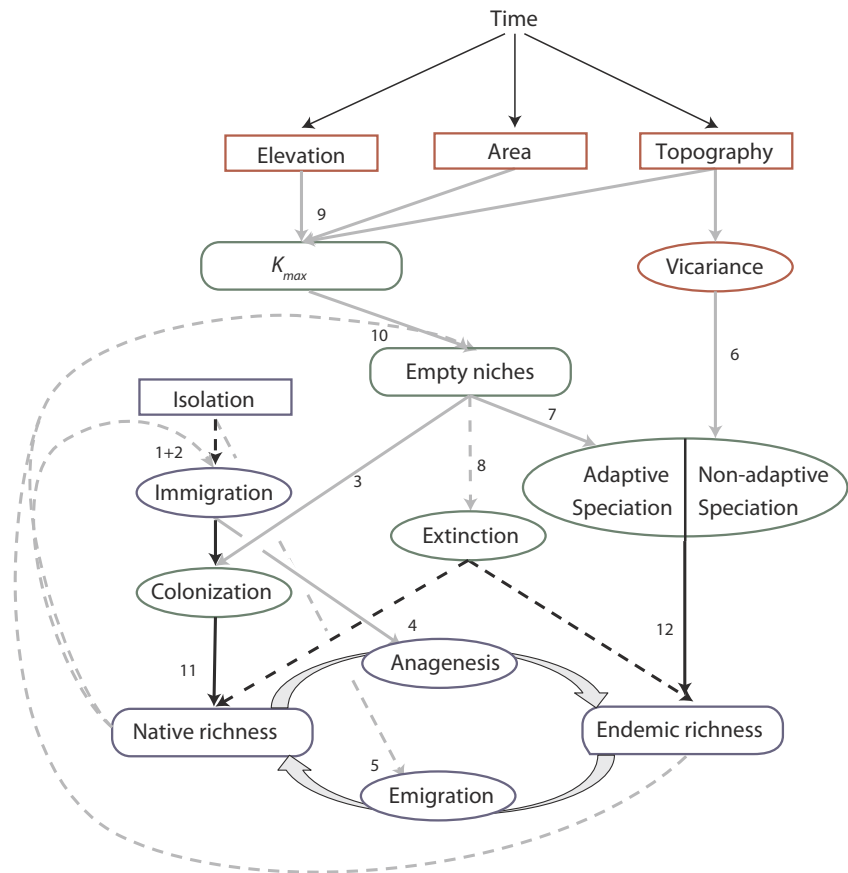 Time
Elevation
Area
Topography
9
Kmax
Vicariance
10
6
Empty niches
Isolation
7
1+2
8
3
Immigration
Adaptive
Speciation
Non-adaptive
Speciation
Extinction
Colonization
4
12
11
Anagenesis
Native richness
Endemic richness
5
Emigration